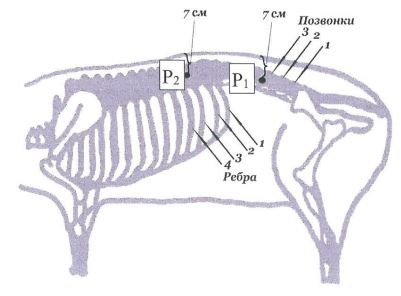 7 см
7 см
Позвонки
3 2 1
P₂
P₁
4 3 2 1
Ребра